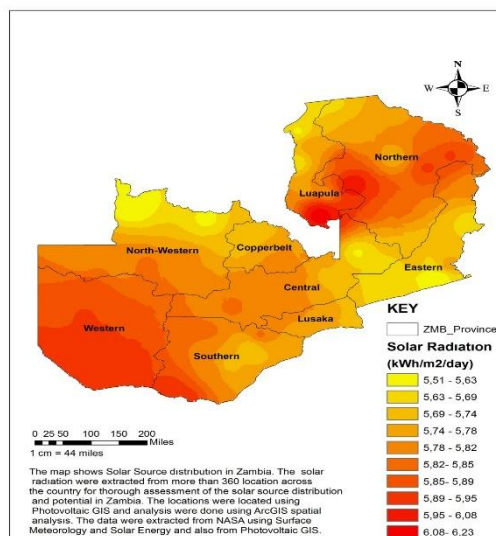 N
W E
S
Northern
Luapula
Copperbelt
North-Western
Eastern
Central
Lusaka
Western
Southern
KEY
ZMB_Province
Solar Radiation
(kWh/m2/day)
5,51 - 5,63
5,63 - 5,69
5,69 - 5,74
5,74 - 5,78
5,78 - 5,82
5,82 - 5,85
5,85 - 5,89
5,89 - 5,95
5,95 - 6,08
6,08 - 6,23
0 25 50 100 150 200
Miles
1 cm = 44 miles
The map shows Solar Source distribution in Zambia. The solar
radiation were extracted from more than 360 location across
the country for thorough assessment of the solar source distribution
and potential in Zambia. The locations were located using
Photovoltaic GIS and analysis were done using ArcGIS spatial
analysis. The data were extracted from NASA using Surface
Meteorology and Solar Energy and also from Photovoltaic GIS.